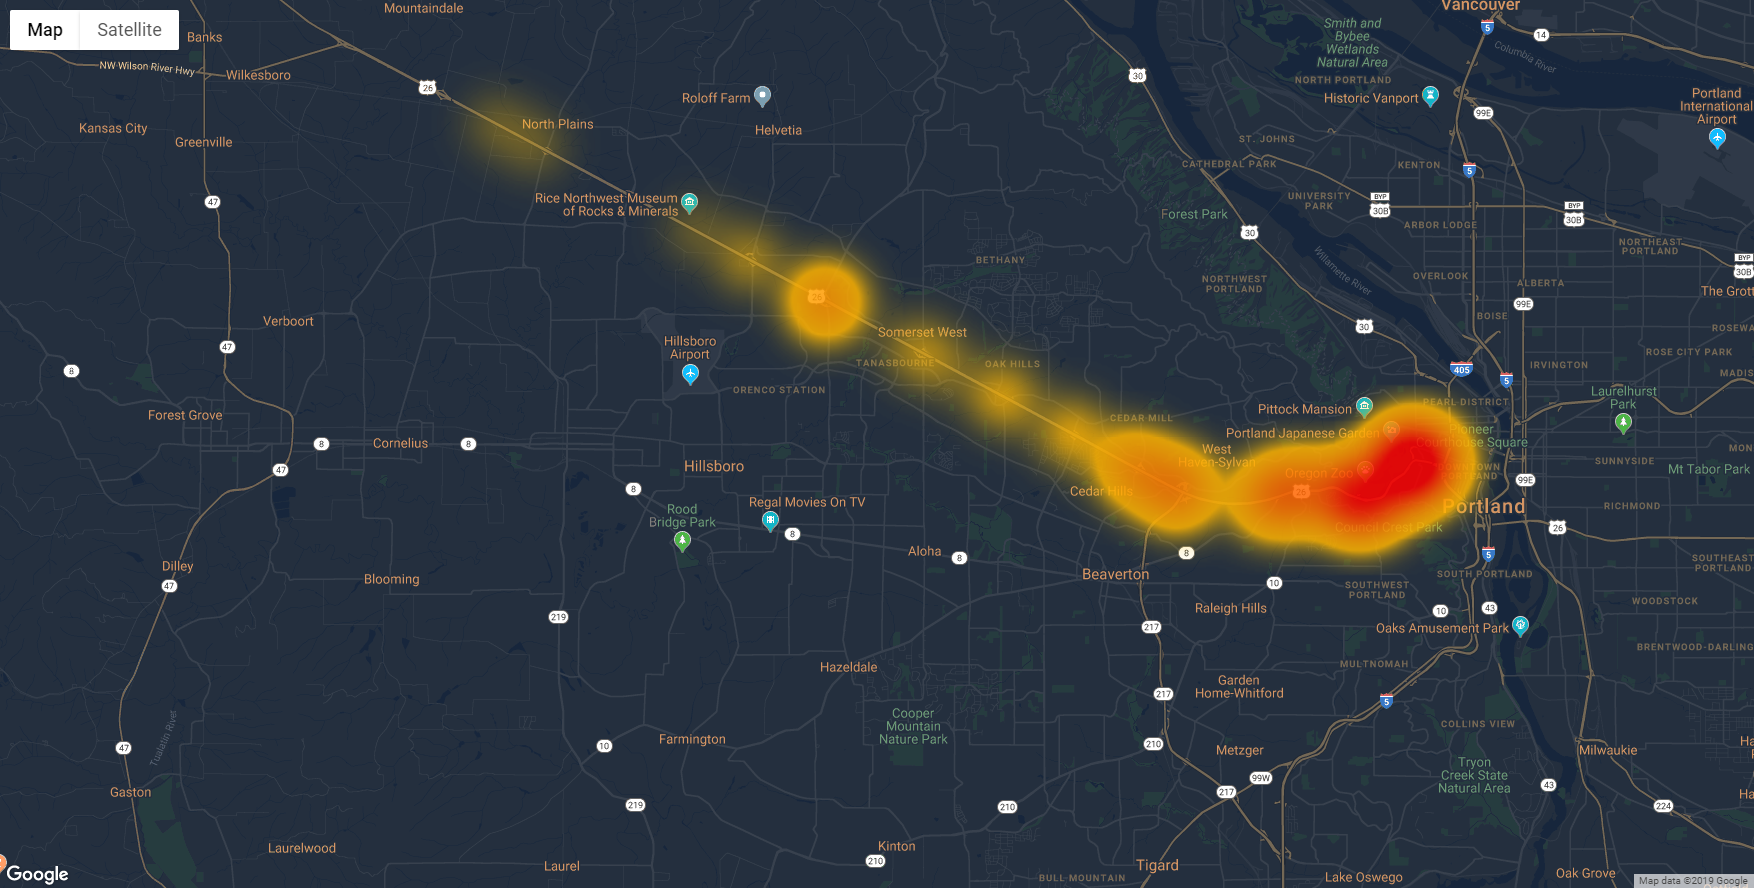 Map
Satellite
Mountaindale
Banks
NW Wilson River Hwy
Wilkesboro
26
Kansas City
Greenville
North Plains
Roloff Farm
Helvetia
47
Rice Northwest Museum
of Rocks & Minerals
Verboort
47
8
Forest Grove
8
Cornelius
8
47
Hillsboro
Airport
ORENCO STATION
26
Somerset West
TANASBOURNE
OAK HILLS
BETHANY
CEDAR MILL
Hillsboro
8
Regal Movies On TV
Rood
Bridge Park
8
Aloha
8
Dilley
47
Blooming
219
Hazeldale
Cooper
Mountain
Nature Park
Farmington
10
47
Tualatin River
Gaston
219
210
Laurelwood
Laurel
Kinton
210
Vancouver
5
14
Columbia River
Smith and
Bybee
Wetlands
Natural Area
NORTH PORTLAND
30
Historic Vanport
99E
Portland
International
Airport
ST. JOHNS
CATHEDRAL PARK
KENTON
5
UNIVERSITY
PARK
BYP
30B
BYP
30B
Forest Park
ARBOR LODGE
30
Willamette River
NORTHEAST
PORTLAND
BYP
30B
NORTHWEST
PORTLAND
OVERLOOK
ALBERTA
The Grott
99E
BOISE
30
ROSEWA
IRVINGTON
ROSE CITY PARK
405
5
MADIS
Laurelhurst
Park
PEARL DISTRICT
Pittock Mansion
Portland Japanese Garden
Pioneer
Courthouse Square
West
Haven-Sylvan
Oregon Zoo
DOWNTOWN
PORTLAND
MON
SUNNYSIDE
Mt Tabor Park
Cedar Hills
26
99E
Portland
RICHMOND
Council Crest Park
26
8
5
SOUTHEAST
PORTLAND
Beaverton
10
SOUTH PORTLAND
SOUTHWEST
PORTLAND
WOODSTOCK
Raleigh Hills
10
43
217
Oaks Amusement Park
BRENTWOOD-DARLING
MULTNOMAH
Garden
Home-Whitford
217
5
COLLINS VIEW
210
Metzger
Milwaukie
Ha
Tryon
Creek State
Natural Area
99W
217
43
Ha
224
Tigard
BULL MOUNTAIN
Lake Oswego
Oak Grove
Google
Map data ©2019 Google